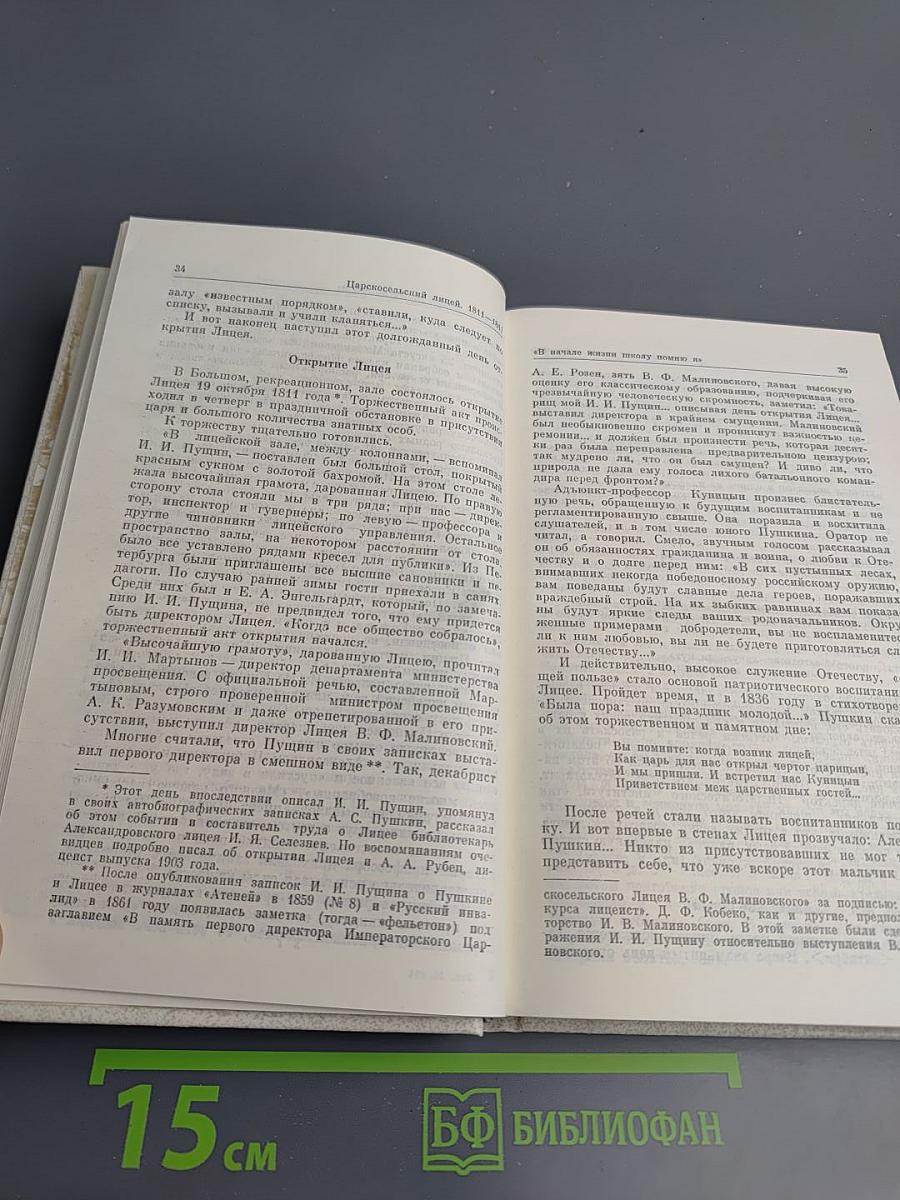 34
Царскосельский лицей. 1811—181
залу «известным порядком», «ставили, куда следует по
списку, вызывали и учили кланяться...»
И вот наконец наступил этот долгожданный день от-
крытия Лицея.
Открытие Лицея
В Большом, рекреационном, зале состоялось открытие
Лицея 19 октября 1811 года *. Торжественный акт проис-
ходил в четверг в праздничной обстановке в присутствии
царя и большого количества знатных особ.
К торжеству тщательно готовились.
«В лицейской зале, между колоннами, — вспоминал
И. И. Пущин, — поставлен был большой стол, покрытый
красным сукном с золотой бахромой. На этом столе ле-
жала высочайшая грамота, дарованная Лицею. По правую
сторону стола стояли мы в три ряда; при нас — дирек-
тор, инспектор и гувернеры; по левую — профессора и
другие чиновники лицейского управления. Остальное
пространство залы, на некотором расстоянии от стола,
было все уставлено рядами кресел для публики». Из Пе-
тербурга были приглашены все высшие сановники и пе-
дагоги. По случаю ранней зимы гости приехали в санях.
Среди них был и Е. А. Энгельгардт, который, по замеча-
нию И. И. Пущина, не предвидел того, что ему придется
быть директором Лицея. «Когда все общество собралось»,
торжественный акт открытия начался.
«Высочайшую грамоту», дарованную Лицею, прочитал
И. И. Мартынов — директор департамента министерства
просвещения. С официальной речью, составленной Мар-
тыновым, строго проверенной министром просвещения
А. К. Разумовским и даже отрепетированной в его при-
сутствии, выступил директор Лицея В. Ф. Малиновский.
Многие считали, что Пущин в своих записках выста-
вил первого директора в смешном виде **. Так, декабрист
* Этот день впоследствии описал И. И. Пущин, упомянул
в своих автобиографических записках А. С. Пушкин, рассказал
об этом событии и составитель труда о Лицее библиотекарь
Александровского лицея И. Я. Селезнев. По воспоминаниям оче-
видцев подробно писал об открытии Лицея и А. А. Рубец, ли-
цеист выпуска 1903 года.
** После опубликования записок И. И. Пущина о Пушкине
и Лицее в журналах «Атеней» в 1859 (№ 8) и «Русский инва-
лид» в 1861 году появилась заметка (тогда — «фельетон») под
заглавием «В память первого директора Императорского Цар-
«В начале жизни школу помню я»
35
А. Е. Розен, зять В. Ф. Малиновского, давая высокую
оценку его классическому образованию, подчеркивая его
чрезвычайную человеческую скромность, заметил: «Това-
рищ мой И. И. Пущин... описывая день открытия Лицея...
выставил директора в крайнем смущении. Малиновский
был необыкновенно скромен и проникнут важностью це-
ремонии... и должен был произнести речь, которая десят-
ки раз была переправлена предварительною цензурою;
так мудрено ли, что он был смущен? И диво ли, что
природа не дала ему голоса лихого батальонного коман-
дира перед фронтом?»
Адъюнкт-профессор Куницын произнес блистатель-
ную речь, обращенную к будущим воспитанникам и не
регламентированную свыше. Она поразила и восхитила
слушателей, и в том числе юного Пушкина. Оратор не
читал, а говорил. Смело, звучным голосом рассказывал
он об обязанностях гражданина и воина, о любви к Оте-
честву и о долге перед ним: «В сих пустынных лесах,
внимавших некогда победоносному российскому оружию,
вам поведаны будут славные дела героев, поражавших
враждебный строй. На их зыбких равнинах вам показа
ны будут яркие следы ваших родовачальников. Окру
женные примерами добродетели, вы не воспламените
ли к ним любовью, вы ли не будете приготовляться сл
жить Отечеству...»
И действительно, высокое служение Отечеству, «
щей пользе» стало основой патриотического воспитани
Лицее. Пройдет время, и в 1836 году в стихотворе
«Была пора: наш праздник молодой...» Пушкин ска
об этом торжественном и памятном дне:
Вы помните: когда возник лицей,
Как царь для нас открыл чертог царицын,
И мы пришли. И встретил нас Куницын
Приветствием меж царственных гостей...
После речей стали называть воспитанников по
ку. И вот впервые в стенах Лицея прозвучало: Але
Пушкин... Никто из присутствовавших не мог т
представить себе, что уже вскоре этот мальчик
скосельского Лицея В. Ф. Малиновского» за подписью:
курса лицеист». Д. Ф. Кобеко, как и другие, предпол
торство И. В. Малиновского. В этой заметке были сде
ражения И. И. Пущину относительно выступления В.
новского.
15 см
БФ БИБЛИОФАН